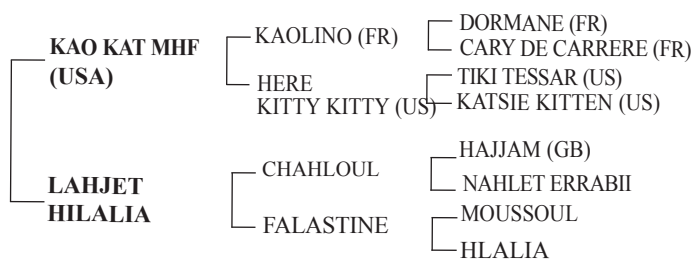 KAO KAT MHF
(USA)
KAOLINO (FR)
DORMANE (FR)
CARY DE CARRERE (FR)
HERE
KITTY KITTY (US)
TIKI TESSAR (US)
KATSIE KITTEN (US)
LAHJET
HILALIA
CHAHLOUL
HAJJAM (GB)
NAHLET ERRABII
FALASTINE
MOUSSOUL
HLALIA